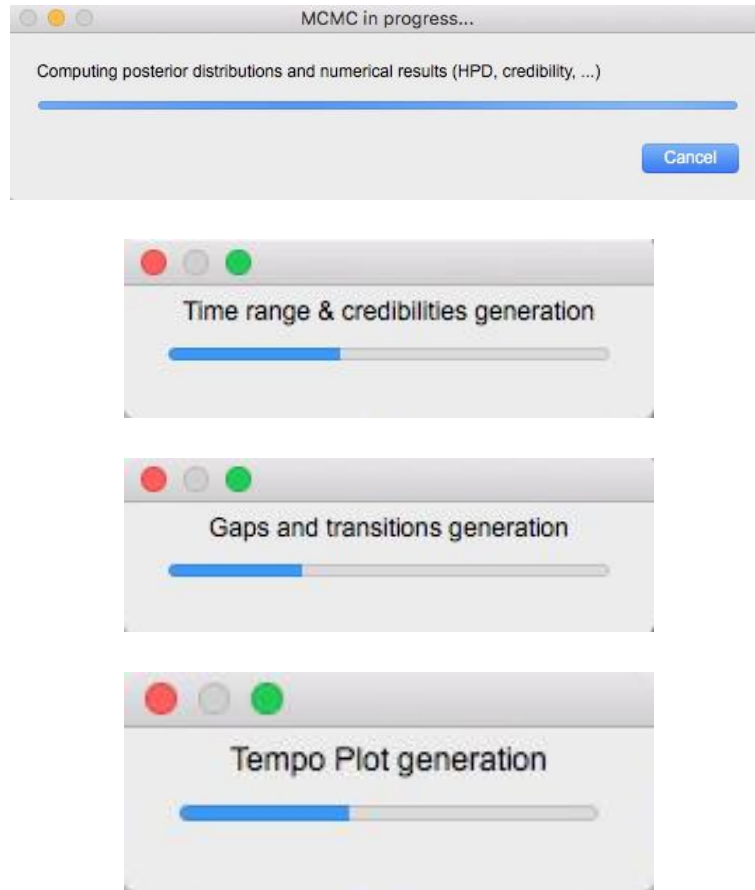 MCMC in progress...
Computing posterior distributions and numerical results (HPD, credibility, ...)
Cancel
Time range & credibilities generation
Gaps and transitions generation
Tempo Plot generation